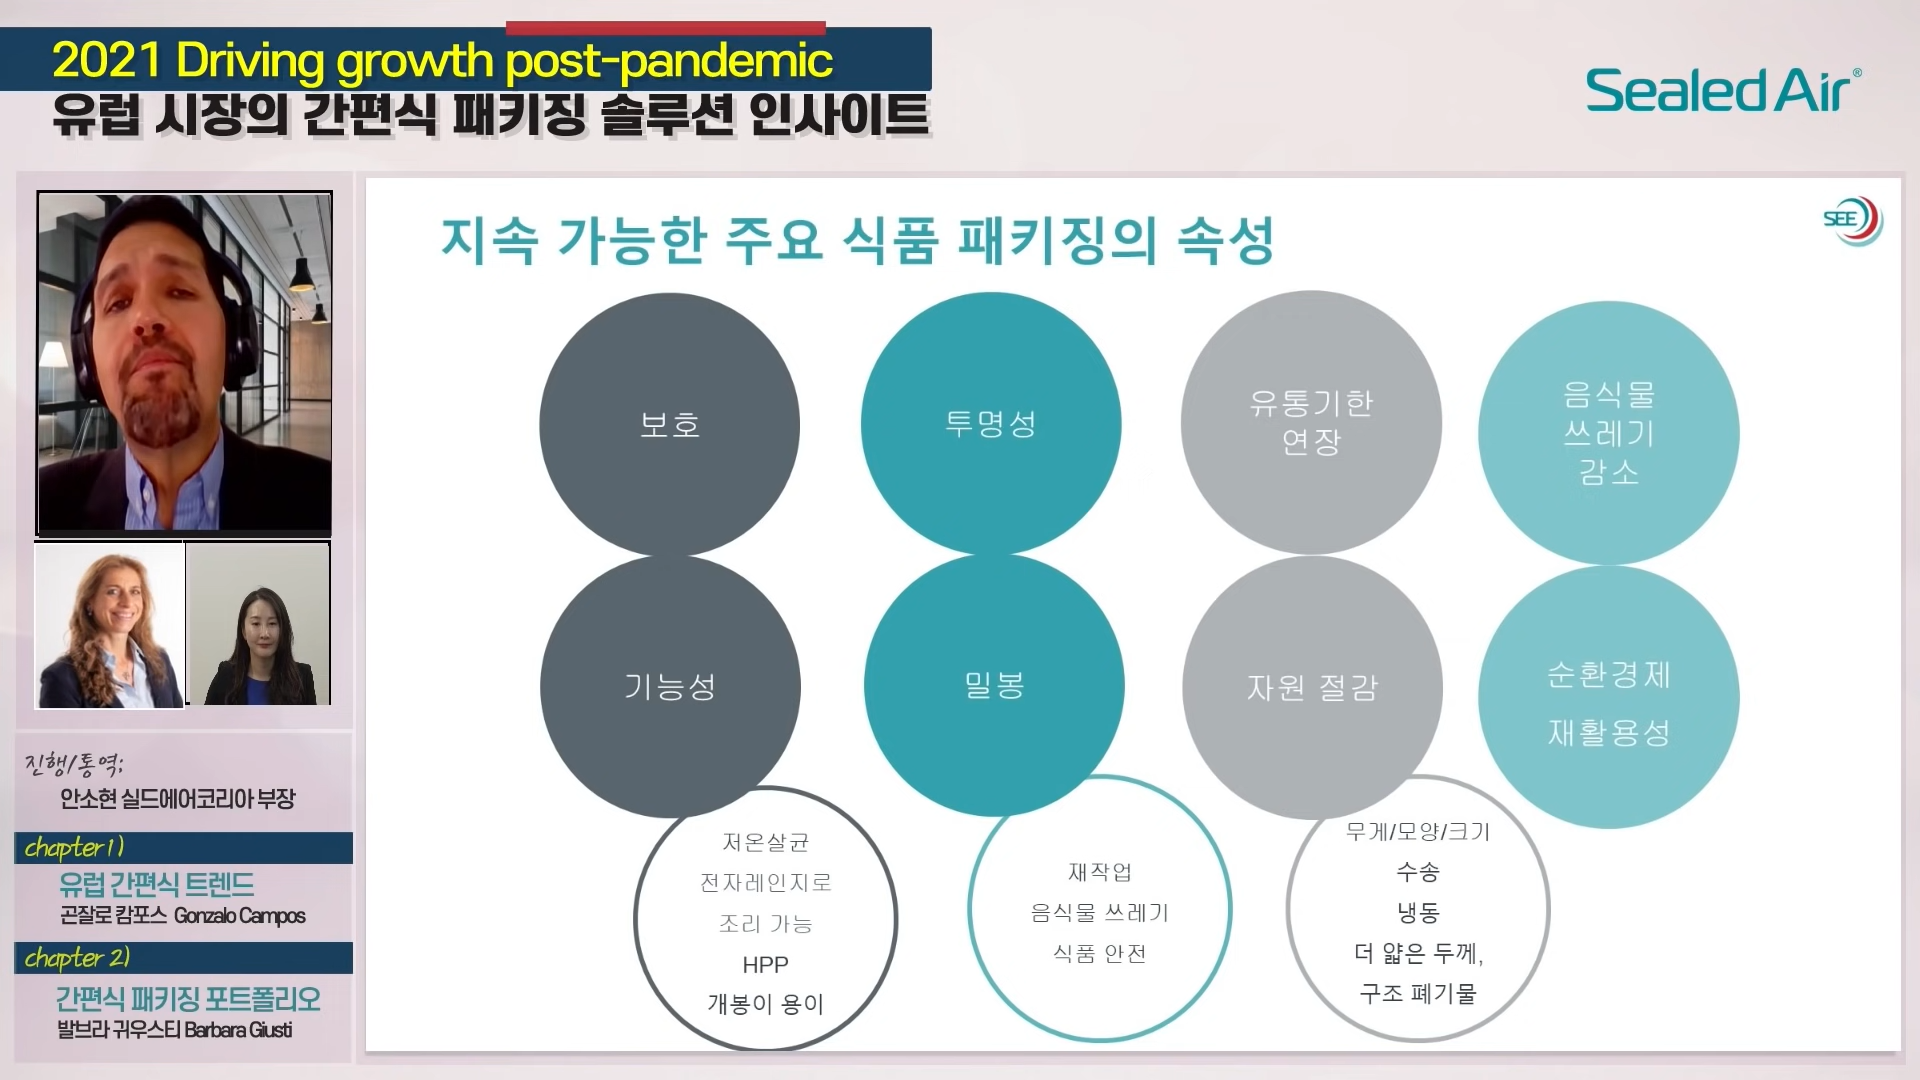 2021 Driving growth post-pandemic
유럽 시장의 간편식 패키징 솔루션 인사이트
Sealed Air®
진행/통역;
안소현 실드에어코리아 부장
chapter 1)
유럽 간편식 트렌드
곤잘로 캄포스 Gonzalo Campos
chapter 2)
간편식 패키징 포트폴리오
발브라 귀우스티 Barbara Giusti
지속 가능한 주요 식품 패키징의 속성
SEE
보호
투명성
유통기한
연장
음식물
쓰레기
감소
기능성
밀봉
자원 절감
순환경제
재활용성
저온살균
전자레인지로
조리 가능
HPP
개봉이 용이
재작업
음식물 쓰레기
식품 안전
무게/모양/크기
수송
냉동
더 얇은 두께,
구조 폐기물